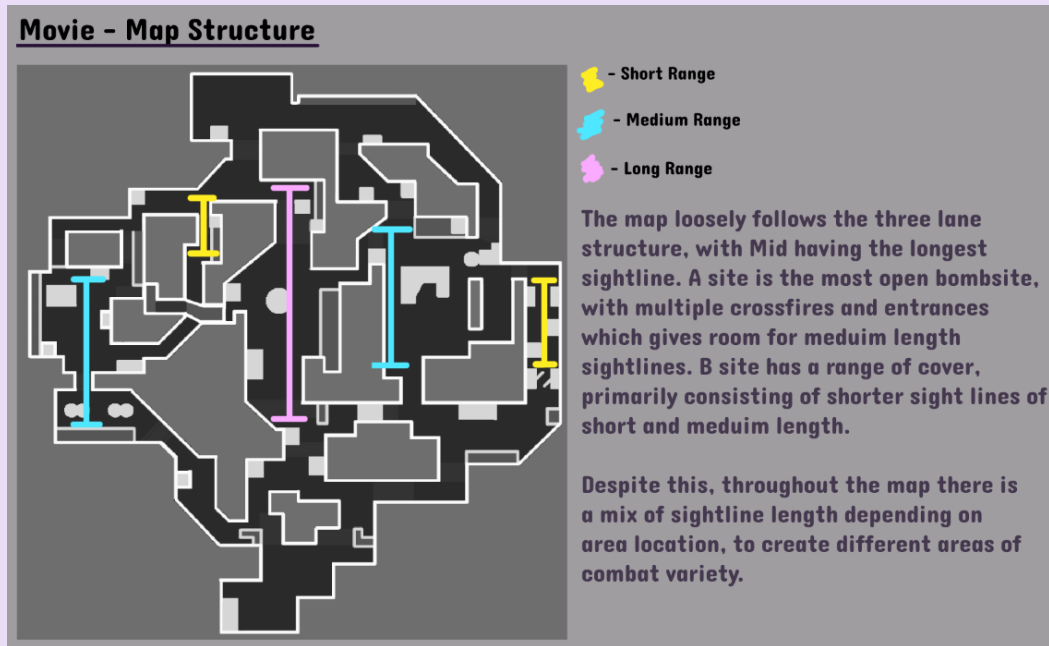 Movie - Map Structure
- Short Range
- Medium Range
- Long Range
The map loosely follows the three lane
structure, with Mid having the longest
sightline. A site is the most open bombsite,
with multiple crossfires and entrances
which gives room for meduim length
sightlines. B site has a range of cover,
primarily consisting of shorter sight lines of
short and meduim length.
Despite this, throughout the map there is
a mix of sightline length depending on
area location, to create different areas of
combat variety.